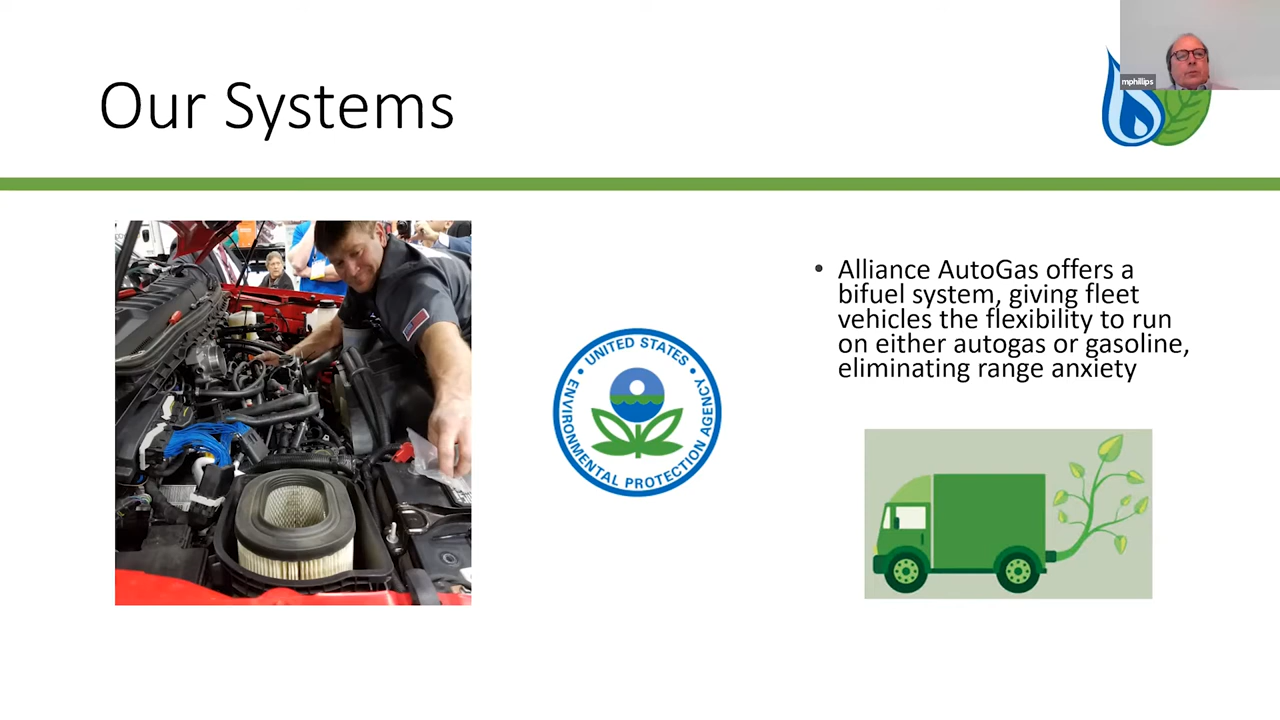 mphillips
Our Systems
• Alliance AutoGas offers a
bifuel system, giving fleet
vehicles the flexibility to run
on either autogas or gasoline,
eliminating range anxiety
UNITED STATES
ENVIRONMENTAL PROTECTION AGENCY